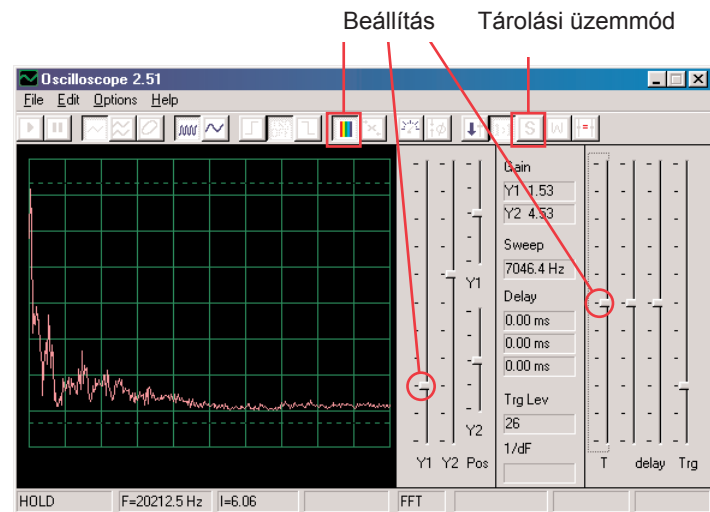 Beállítás Tárolási üzemmód
Oscilloscope 2.51
File Edit Options Help
S W
Gain
Y1 1.53
Y2 4.53
Sweep
7046.4 Hz
Y1
Delay
0.00 ms
0.00 ms
0.00 ms
Trg Lev
26
Y2
1/dF
Y1 Y2 Pos
T delay Trg
HOLD F=20212.5 Hz I=6.06 FFT